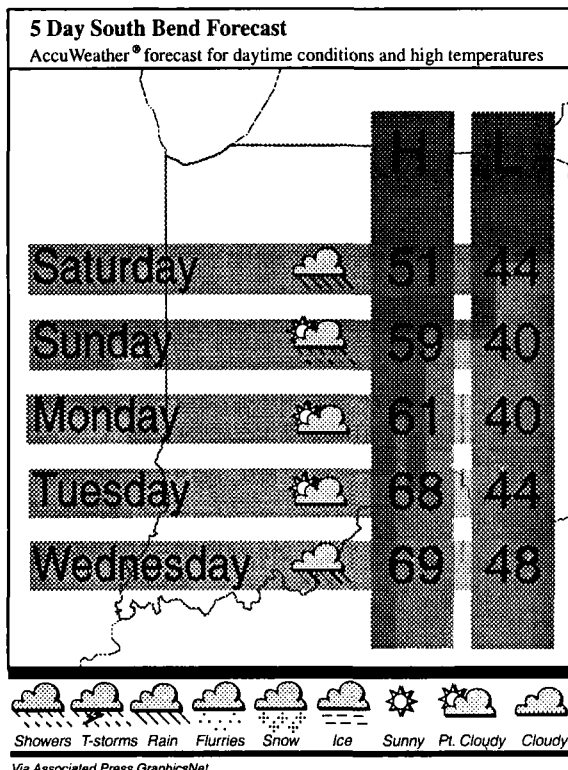 5 Day South Bend Forecast
AccuWeather® forecast for daytime conditions and high temperatures
H L
Saturday 51 44
Sunday 59 40
Monday 61 40
Tuesday 68 44
Wednesday 69 48
Showers T-storms Rain Flurries Snow Ice Sunny Pt. Cloudy Cloudy
Via Associated Press GraphicsNet